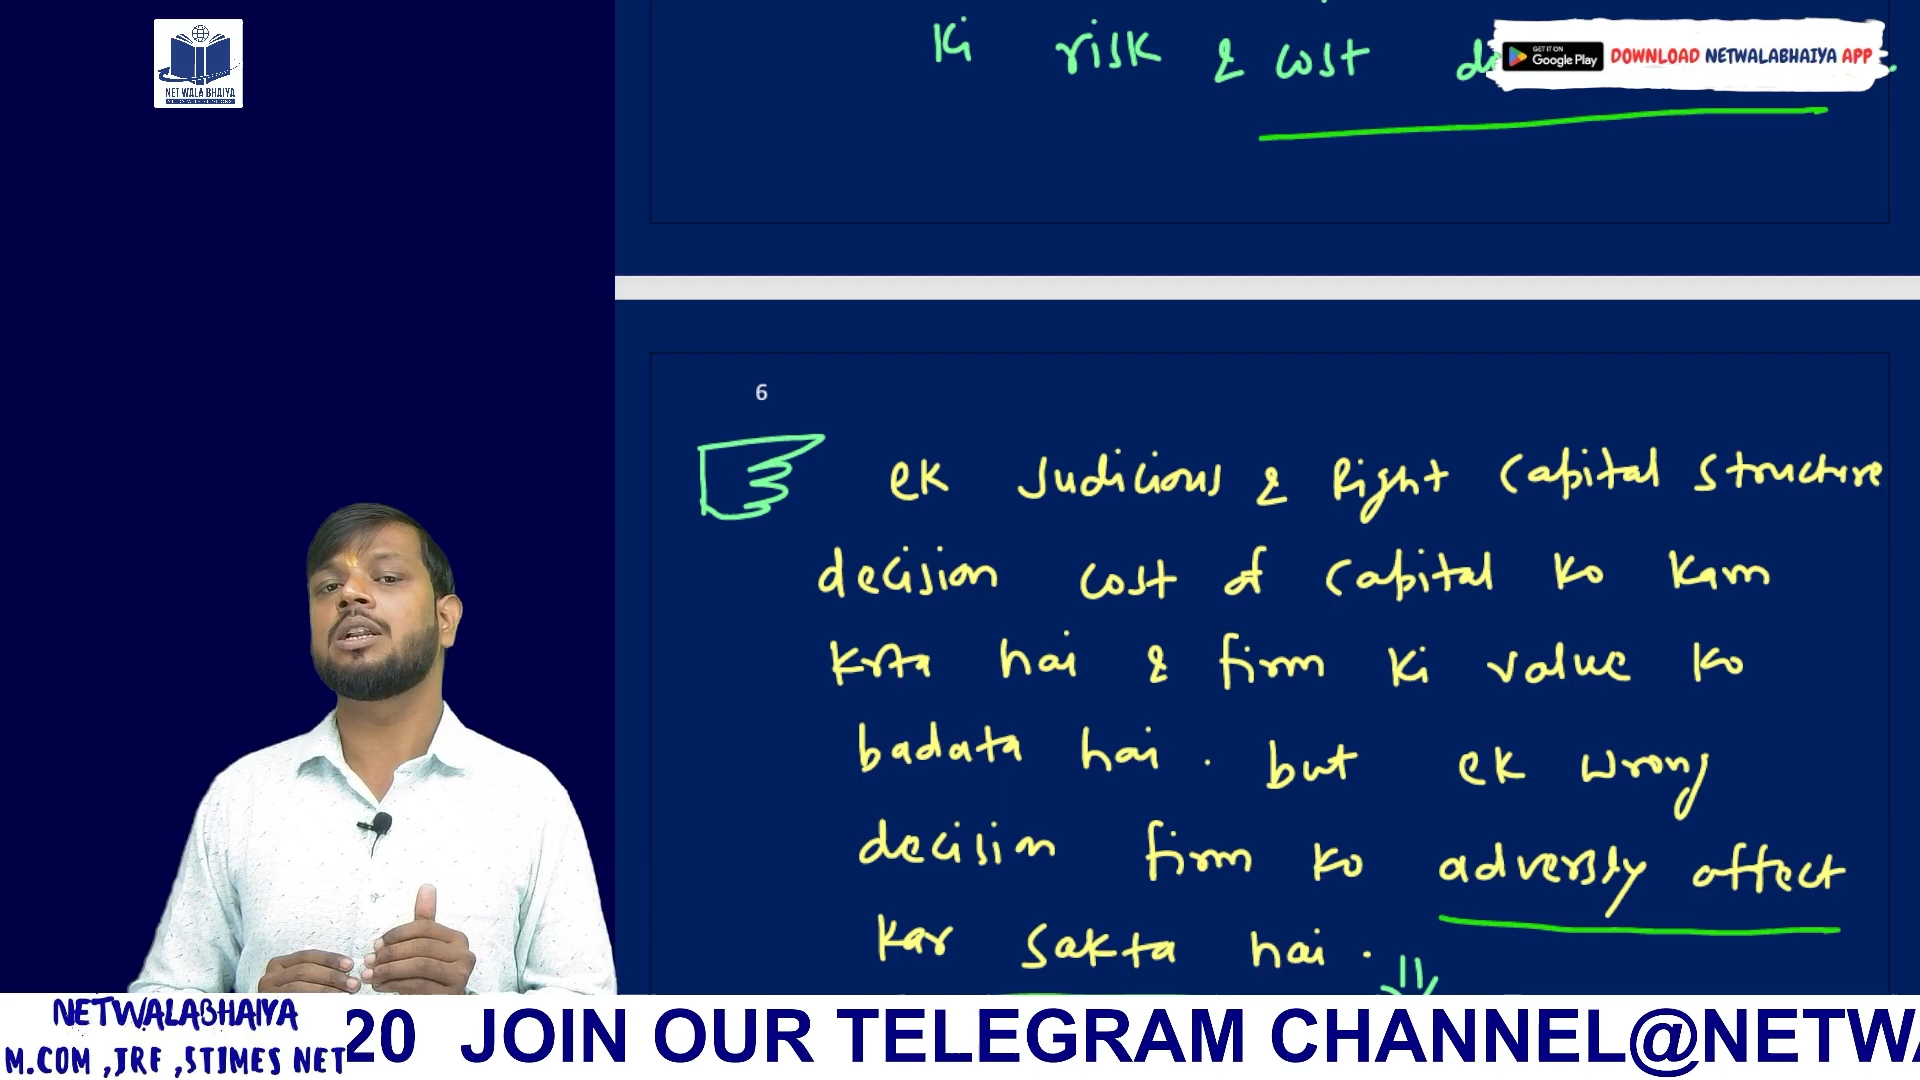 Ki risk & cost
GET IT ON
Google Play
DOWNLOAD NETWALABHAIYA APP
NET WALA BHAIYA
6
ek Judicious & Right Capital Structure
decision cost of Capital Ko Kam
krta hai & firm Ki value Ko
badata hai . but ek wrong
decision firm Ko adversly affect
Kar Sakta hai .
NETWALABHAIYA
M.COM ,JRF ,5TIMES NET
20 JOIN OUR TELEGRAM CHANNEL@NETWA